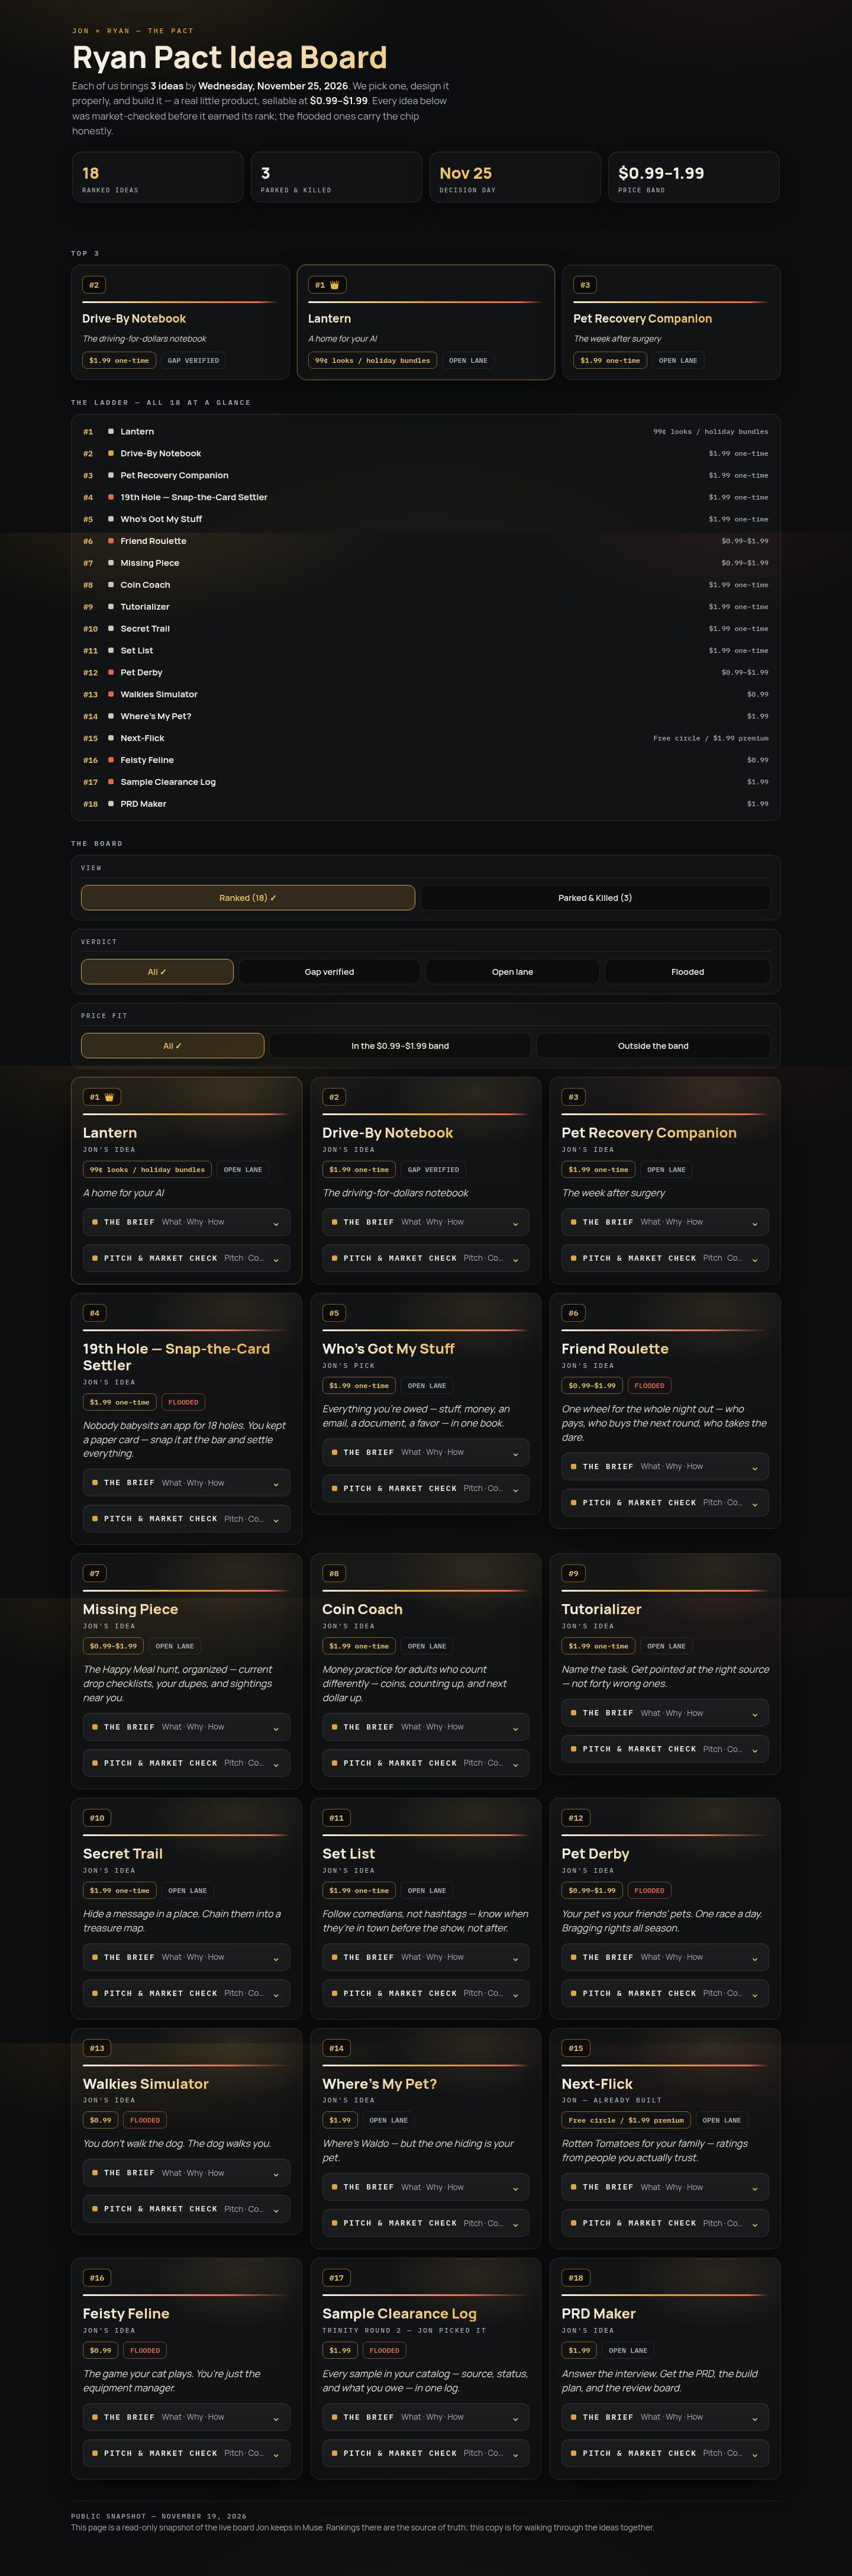 JON × RYAN — THE PACT
Ryan Pact Idea Board
Each of us brings 3 ideas by Wednesday, November 25, 2026. We pick one, design it
properly, and build it — a real little product, sellable at $0.99–$1.99. Every idea below
was market-checked before it earned its rank; the flooded ones carry the chip
honestly.
18
RANKED IDEAS
3
PARKED & KILLED
Nov 25
DECISION DAY
$0.99–1.99
PRICE BAND
TOP 3
#2
Drive-By Notebook
The driving-for-dollars notebook
$1.99 one-time GAP VERIFIED
#1 👑
Lantern
A home for your AI
99¢ looks / holiday bundles OPEN LANE
#3
Pet Recovery Companion
The week after surgery
$1.99 one-time OPEN LANE
THE LADDER — ALL 18 AT A GLANCE
#1 Lantern 99¢ looks / holiday bundles
#2 Drive-By Notebook $1.99 one-time
#3 Pet Recovery Companion $1.99 one-time
#4 19th Hole — Snap-the-Card Settler $1.99 one-time
#5 Who's Got My Stuff $1.99 one-time
#6 Friend Roulette $0.99–$1.99
#7 Missing Piece $0.99–$1.99
#8 Coin Coach $1.99 one-time
#9 Tutorializer $1.99 one-time
#10 Secret Trail $1.99 one-time
#11 Set List $1.99 one-time
#12 Pet Derby $0.99–$1.99
#13 Walkies Simulator $0.99
#14 Where's My Pet? $1.99
#15 Next-Flick Free circle / $1.99 premium
#16 Feisty Feline $0.99
#17 Sample Clearance Log $1.99
#18 PRD Maker $1.99
THE BOARD
VIEW
Ranked (18) ✓ Parked & Killed (3)
VERDICT
All ✓ Gap verified Open lane Flooded
PRICE FIT
All ✓ In the $0.99–$1.99 band Outside the band
#1 👑
Lantern
JON'S IDEA
99¢ looks / holiday bundles OPEN LANE
A home for your AI
THE BRIEF What · Why · How
PITCH & MARKET CHECK Pitch · Co…
#2
Drive-By Notebook
JON'S IDEA
$1.99 one-time GAP VERIFIED
The driving-for-dollars notebook
THE BRIEF What · Why · How
PITCH & MARKET CHECK Pitch · Co…
#3
Pet Recovery Companion
JON'S IDEA
$1.99 one-time OPEN LANE
The week after surgery
THE BRIEF What · Why · How
PITCH & MARKET CHECK Pitch · Co…
#4
19th Hole — Snap-the-Card
Settler
JON'S IDEA
$1.99 one-time FLOODED
Nobody babysits an app for 18 holes. You kept
a paper card — snap it at the bar and settle
everything.
THE BRIEF What · Why · How
PITCH & MARKET CHECK Pitch · Co…
#5
Who's Got My Stuff
JON'S PICK
$1.99 one-time OPEN LANE
Everything you're owed — stuff, money, an
email, a document, a favor — in one book.
THE BRIEF What · Why · How
PITCH & MARKET CHECK Pitch · Co…
#6
Friend Roulette
JON'S IDEA
$0.99–$1.99 FLOODED
One wheel for the whole night out — who
pays, who buys the next round, who takes the
dare.
THE BRIEF What · Why · How
PITCH & MARKET CHECK Pitch · Co…
#7
Missing Piece
JON'S IDEA
$0.99–$1.99 OPEN LANE
The Happy Meal hunt, organized — current
drop checklists, your dupes, and sightings
near you.
THE BRIEF What · Why · How
PITCH & MARKET CHECK Pitch · Co…
#8
Coin Coach
JON'S IDEA
$1.99 one-time OPEN LANE
Money practice for adults who count
differently — coins, counting up, and next
dollar up.
THE BRIEF What · Why · How
PITCH & MARKET CHECK Pitch · Co…
#9
Tutorializer
JON'S IDEA
$1.99 one-time OPEN LANE
Name the task. Get pointed at the right source
— not forty wrong ones.
THE BRIEF What · Why · How
PITCH & MARKET CHECK Pitch · Co…
#10
Secret Trail
JON'S IDEA
$1.99 one-time OPEN LANE
Hide a message in a place. Chain them into a
treasure map.
THE BRIEF What · Why · How
PITCH & MARKET CHECK Pitch · Co…
#11
Set List
JON'S IDEA
$1.99 one-time OPEN LANE
Follow comedians, not hashtags — know when
they're in town before the show, not after.
THE BRIEF What · Why · How
PITCH & MARKET CHECK Pitch · Co…
#12
Pet Derby
JON'S IDEA
$0.99–$1.99 FLOODED
Your pet vs your friends' pets. One race a day.
Bragging rights all season.
THE BRIEF What · Why · How
PITCH & MARKET CHECK Pitch · Co…
#13
Walkies Simulator
JON'S IDEA
$0.99 FLOODED
You don't walk the dog. The dog walks you.
THE BRIEF What · Why · How
PITCH & MARKET CHECK Pitch · Co…
#14
Where's My Pet?
JON'S IDEA
$1.99 OPEN LANE
Where's Waldo — but the one hiding is your
pet.
THE BRIEF What · Why · How
PITCH & MARKET CHECK Pitch · Co…
#15
Next-Flick
JON — ALREADY BUILT
Free circle / $1.99 premium OPEN LANE
Rotten Tomatoes for your family — ratings
from people you actually trust.
THE BRIEF What · Why · How
PITCH & MARKET CHECK Pitch · Co…
#16
Feisty Feline
JON'S IDEA
$0.99 FLOODED
The game your cat plays. You're just the
equipment manager.
THE BRIEF What · Why · How
PITCH & MARKET CHECK Pitch · Co…
#17
Sample Clearance Log
TRINITY ROUND 2 — JON PICKED IT
$1.99 FLOODED
Every sample in your catalog — source, status,
and what you owe — in one log.
THE BRIEF What · Why · How
PITCH & MARKET CHECK Pitch · Co…
#18
PRD Maker
JON'S IDEA
$1.99 OPEN LANE
Answer the interview. Get the PRD, the build
plan, and the review board.
THE BRIEF What · Why · How
PITCH & MARKET CHECK Pitch · Co…
PUBLIC SNAPSHOT — NOVEMBER 19, 2026
This page is a read-only snapshot of the live board Jon keeps in Muse. Rankings there are the source of truth; this copy is for walking through the ideas together.